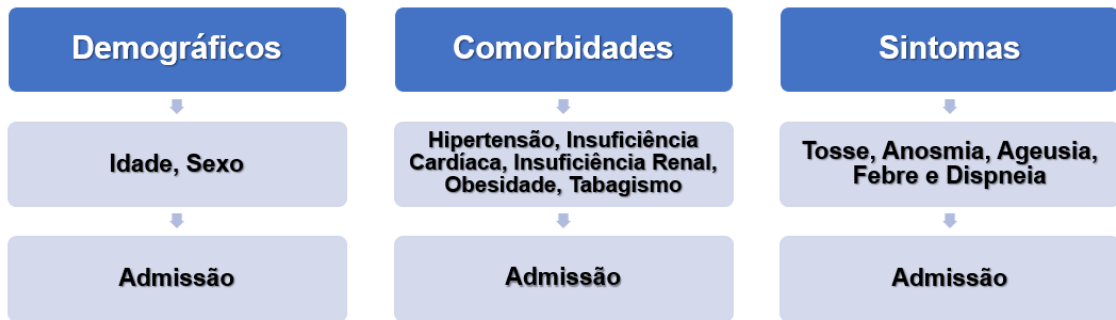 Demográficos
Idade, Sexo
Admissão
Comorbidades
Hipertensão, Insuficiência
Cardíaca, Insuficiência Renal,
Obesidade, Tabagismo
Admissão
Sintomas
Tosse, Anosmia, Ageusia,
Febre e Dispneia
Admissão